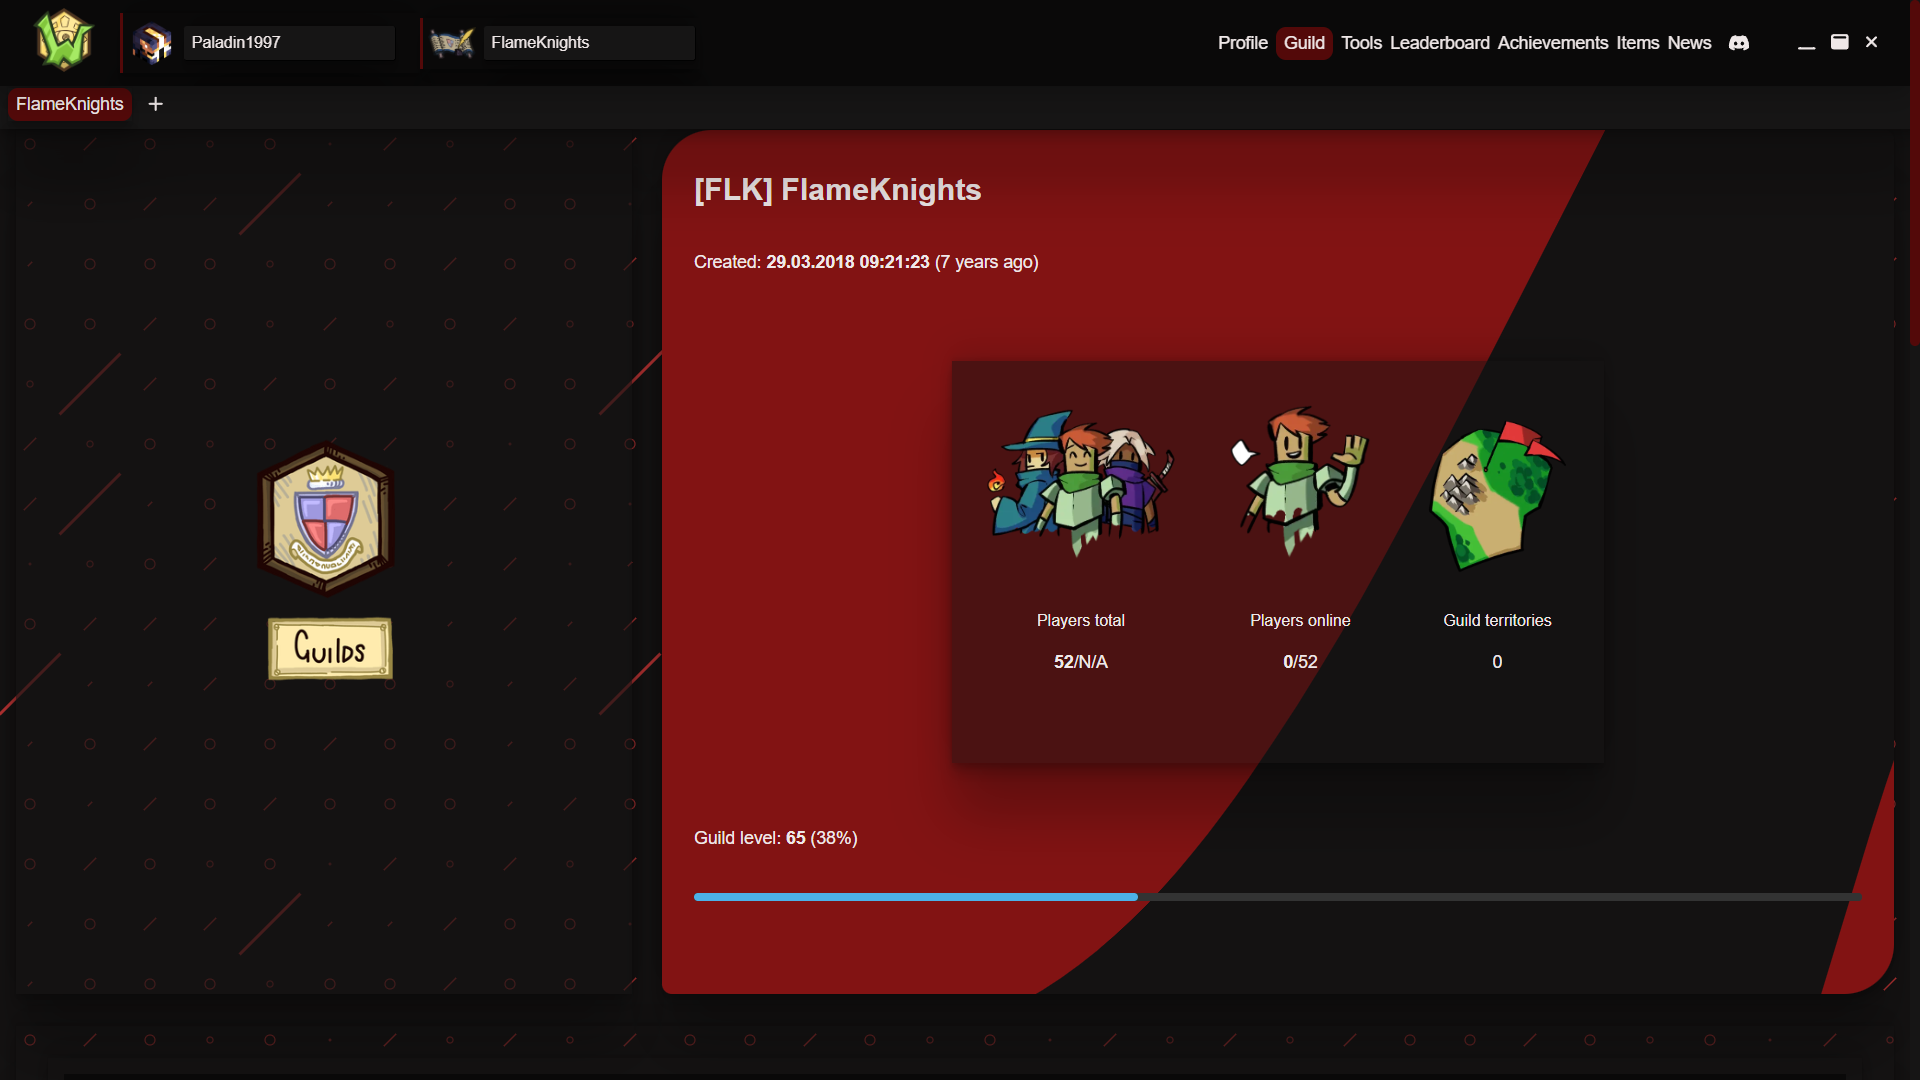 Paladin1997
FlameKnights
Profile Guild Tools Leaderboard Achievements Items News
FlameKnights +
[FLK] FlameKnights
Created: 29.03.2018 09:21:23 (7 years ago)
GUILDS
Players total
52/N/A
Players online
0/52
Guild territories
0
Guild level: 65 (38%)